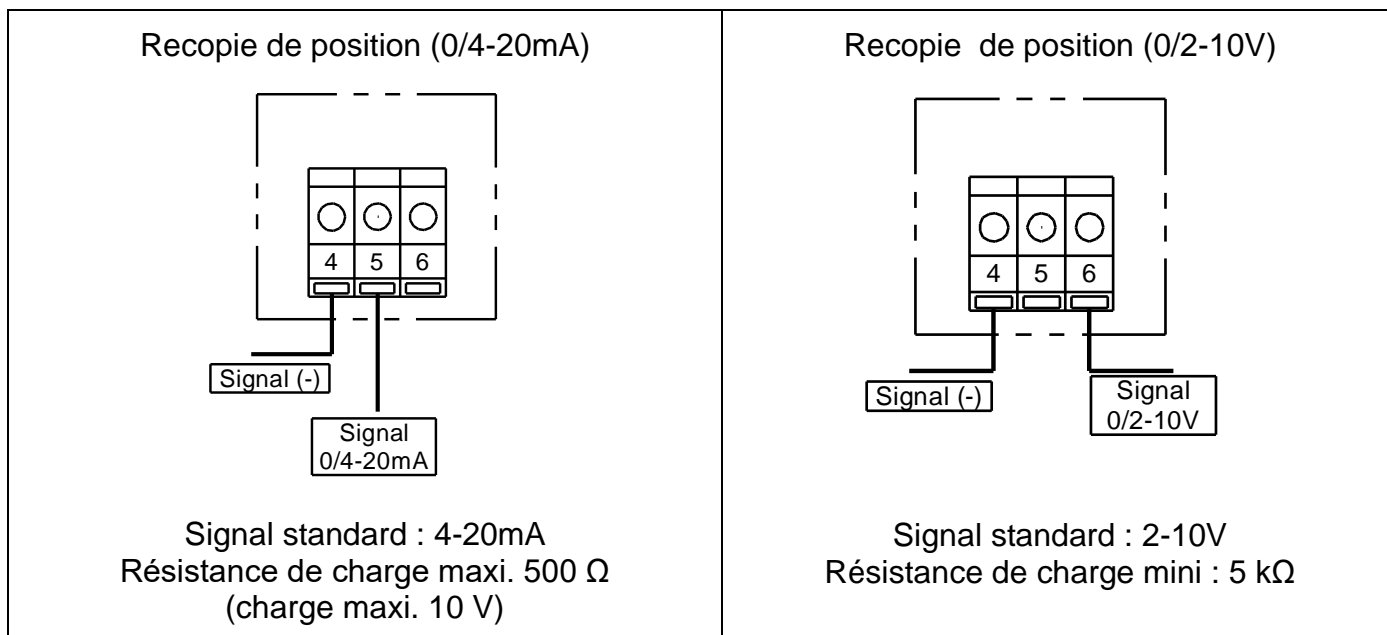 Recopie de position (0/4-20mA)
4 5 6
Signal (-)
Signal
0/4-20mA
Signal standard : 4-20mA
Résistance de charge maxi. 500 Ω
(charge maxi. 10 V)
Recopie de position (0/2-10V)
4 5 6
Signal (-)
Signal
0/2-10V
Signal standard : 2-10V
Résistance de charge mini : 5 kΩ